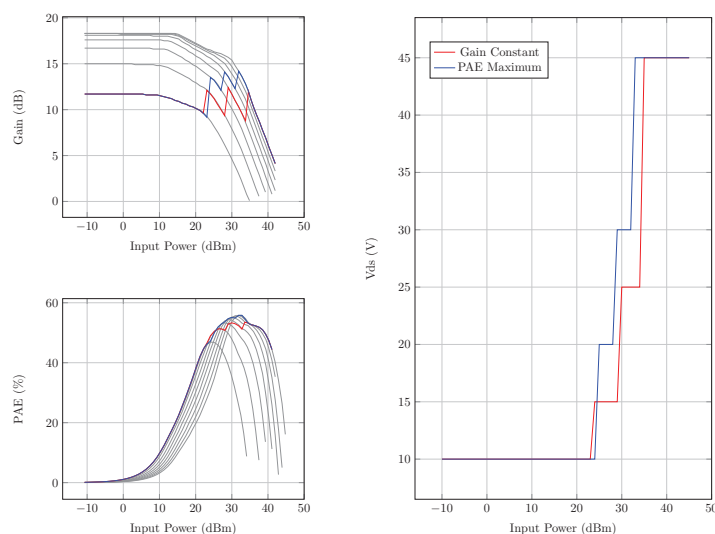 20
15
10
5
0
Gain (dB)
−10 0 10 20 30 40 50
Input Power (dBm)
60
40
20
0
PAE (%)
−10 0 10 20 30 40 50
Input Power (dBm)
Gain Constant
PAE Maximum
45
40
35
30
25
20
15
10
Vds (V)
−10 0 10 20 30 40 50
Input Power (dBm)